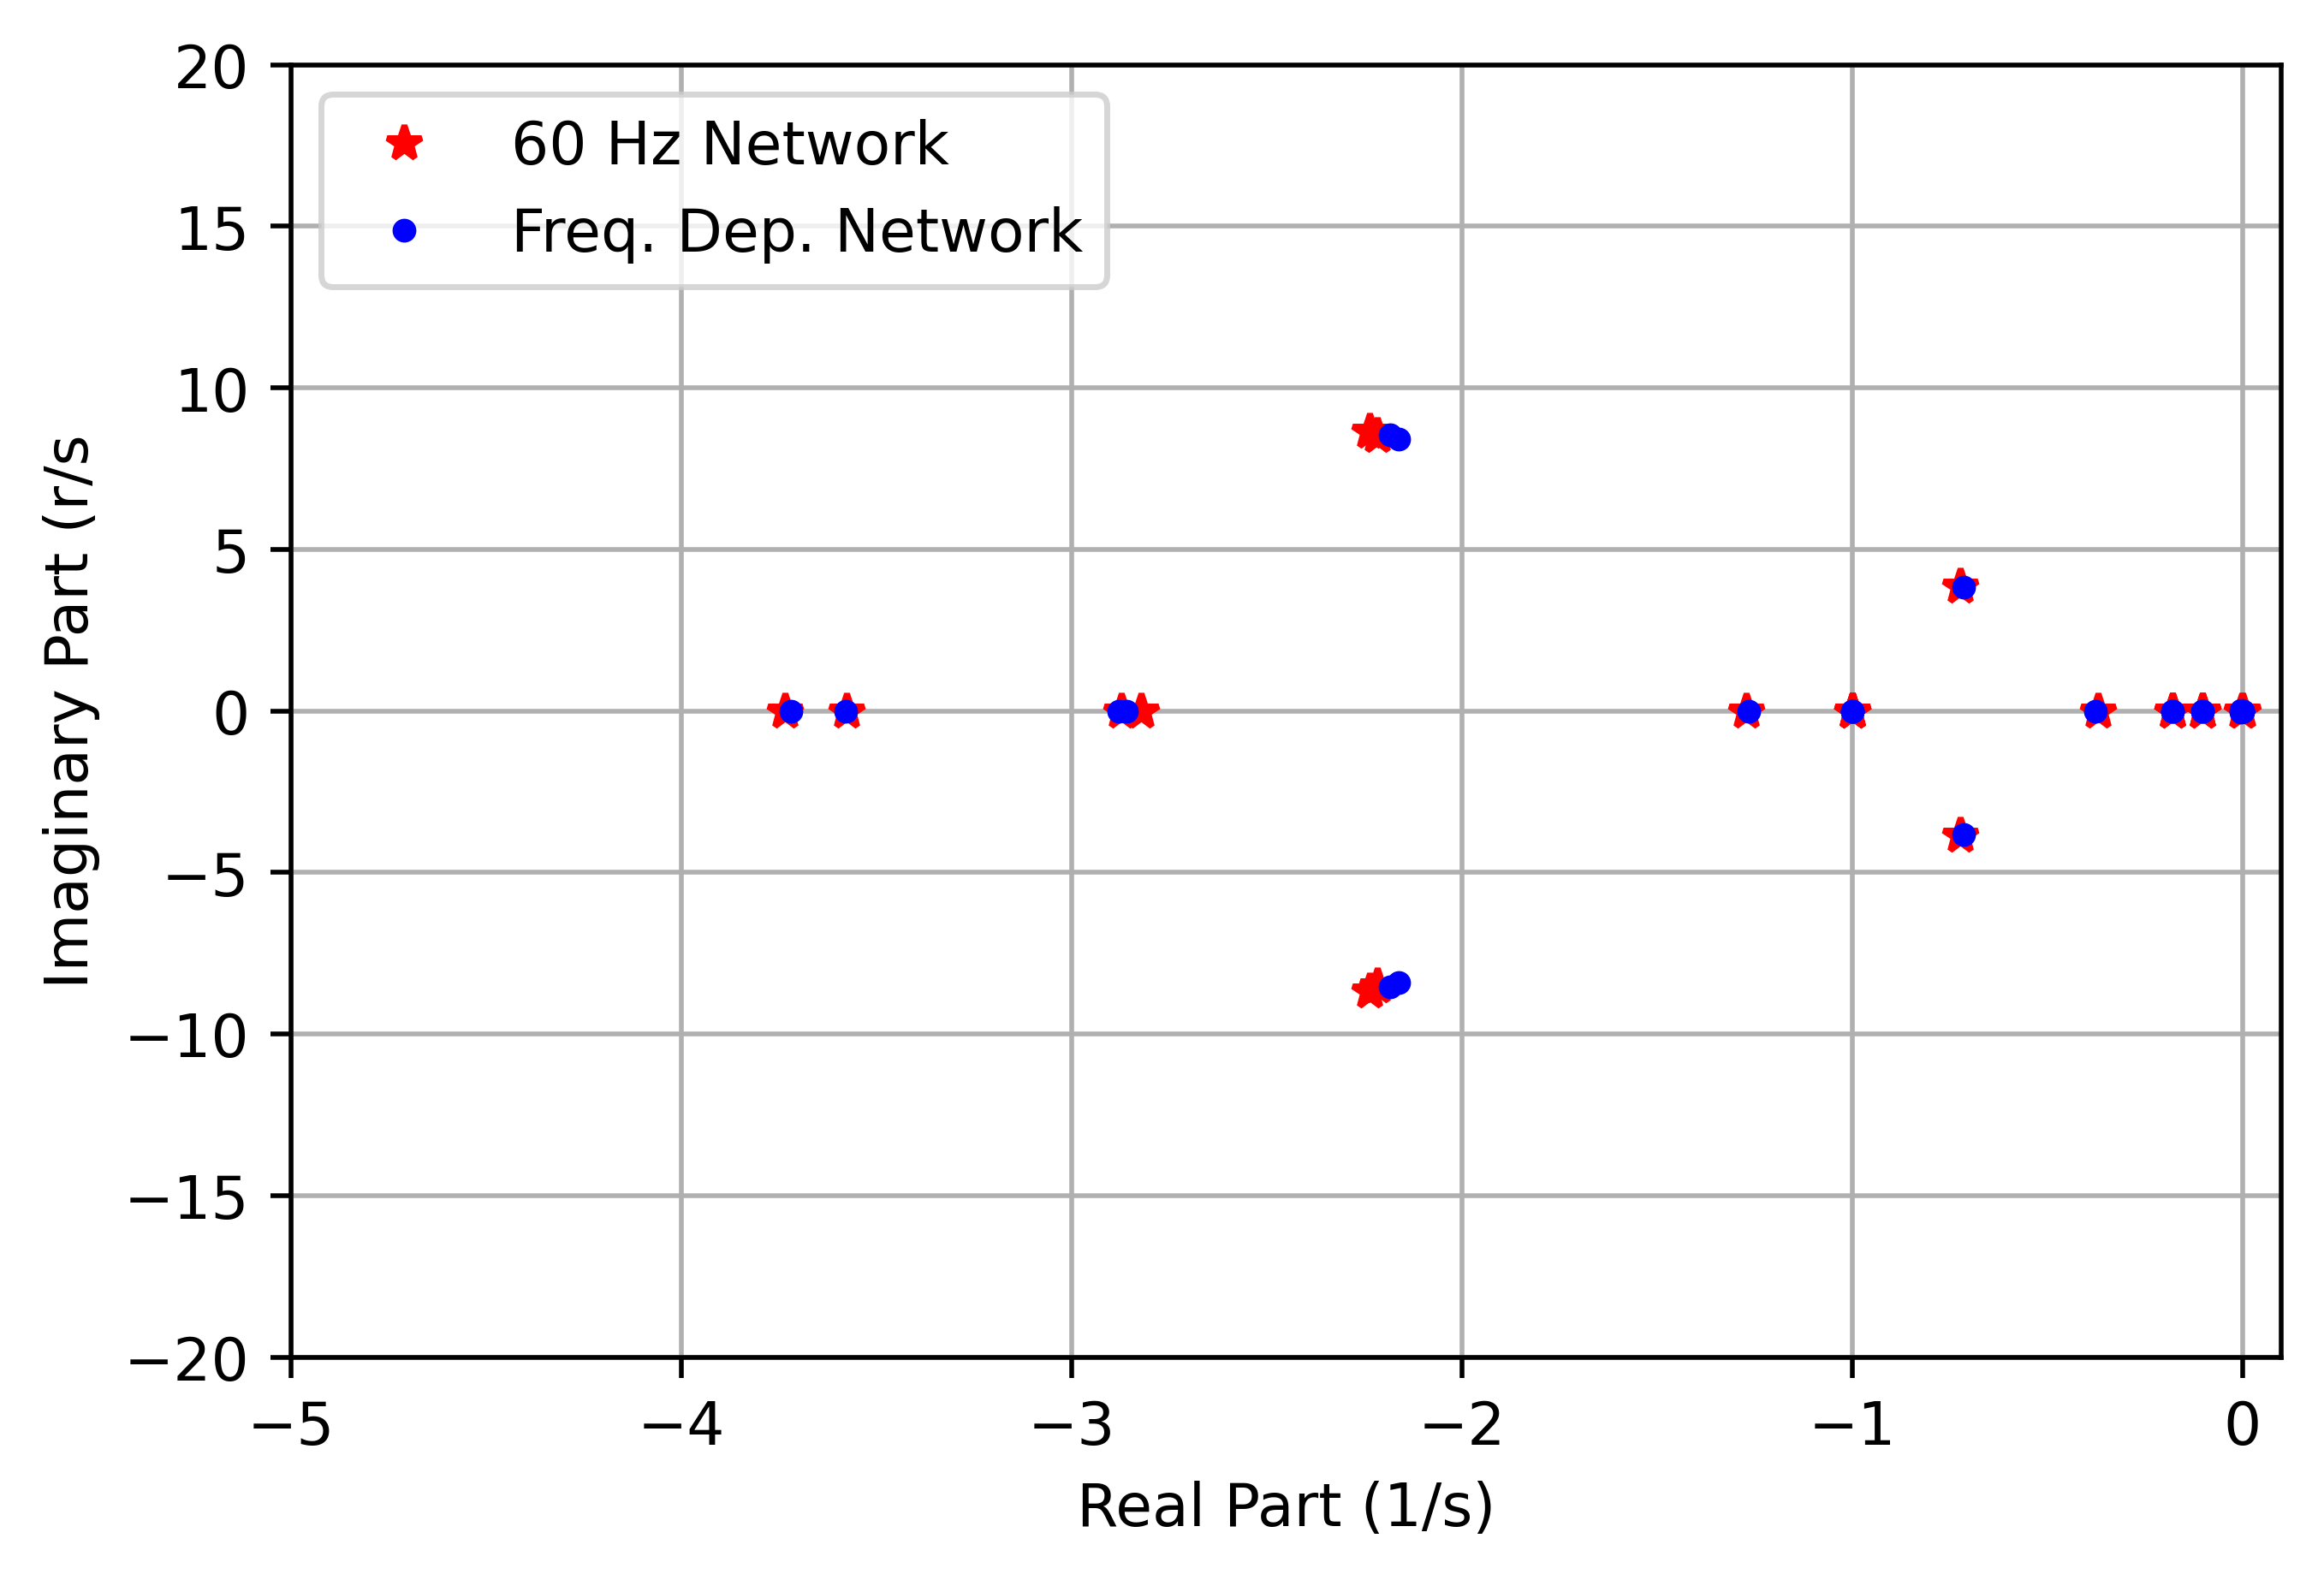 20
15
10
5
0
−5
−10
−15
−20
Imaginary Part (r/s
60 Hz Network
Freq. Dep. Network
−5 −4 −3 −2 −1 0
Real Part (1/s)